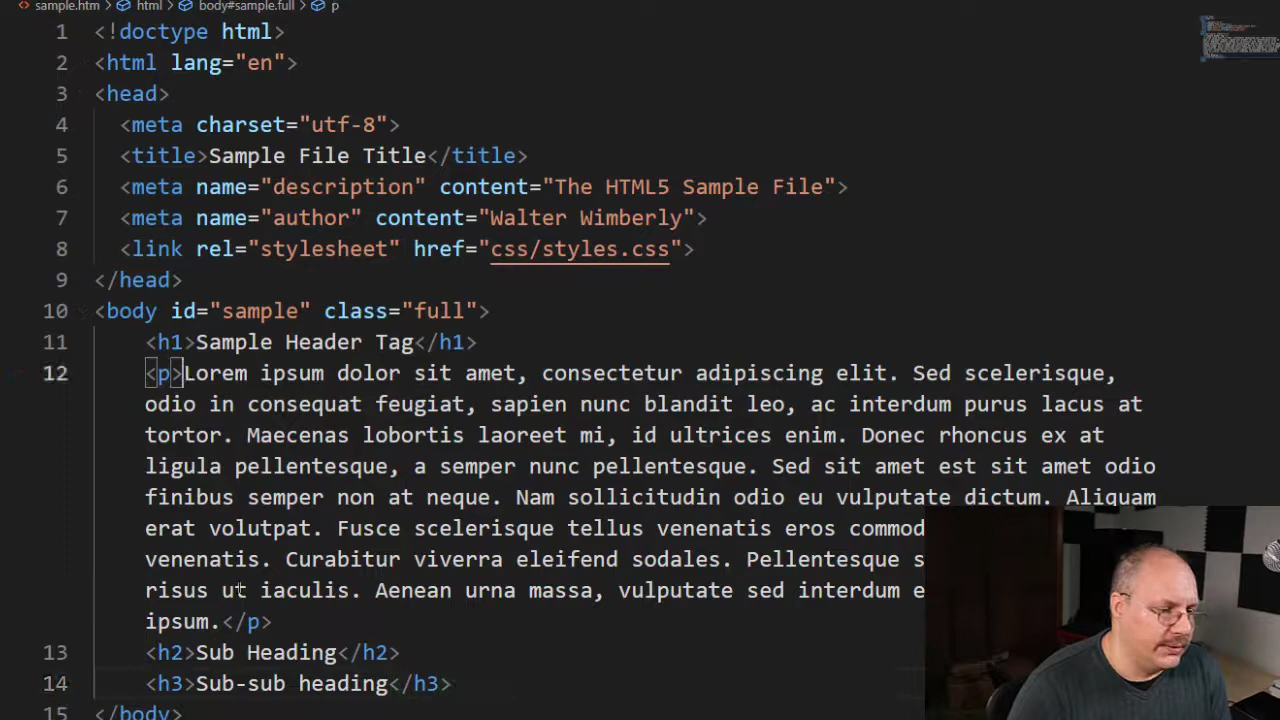 sample.htm > html > body#sample.full > p
1 <!doctype html>
2 <html lang="en">
3 <head>
4 <meta charset="utf-8">
5 <title>Sample File Title</title>
6 <meta name="description" content="The HTML5 Sample File">
7 <meta name="author" content="Walter Wimberly">
8 <link rel="stylesheet" href="css/styles.css">
9 </head>
10 <body id="sample" class="full">
11 <h1>Sample Header Tag</h1>
12 <p>Lorem ipsum dolor sit amet, consectetur adipiscing elit. Sed scelerisque,
odio in consequat feugiat, sapien nunc blandit leo, ac interdum purus lacus at
tortor. Maecenas lobortis laoreet mi, id ultrices enim. Donec rhoncus ex at
ligula pellentesque, a semper nunc pellentesque. Sed sit amet est sit amet odio
finibus semper non at neque. Nam sollicitudin odio eu vulputate dictum. Aliquam
erat volutpat. Fusce scelerisque tellus venenatis eros commod
venenatis. Curabitur viverra eleifend sodales. Pellentesque s
risus ut iaculis. Aenean urna massa, vulputate sed interdum e
ipsum.</p>
13 <h2>Sub Heading</h2>
14 <h3>Sub-sub heading</h3>
15 </body>